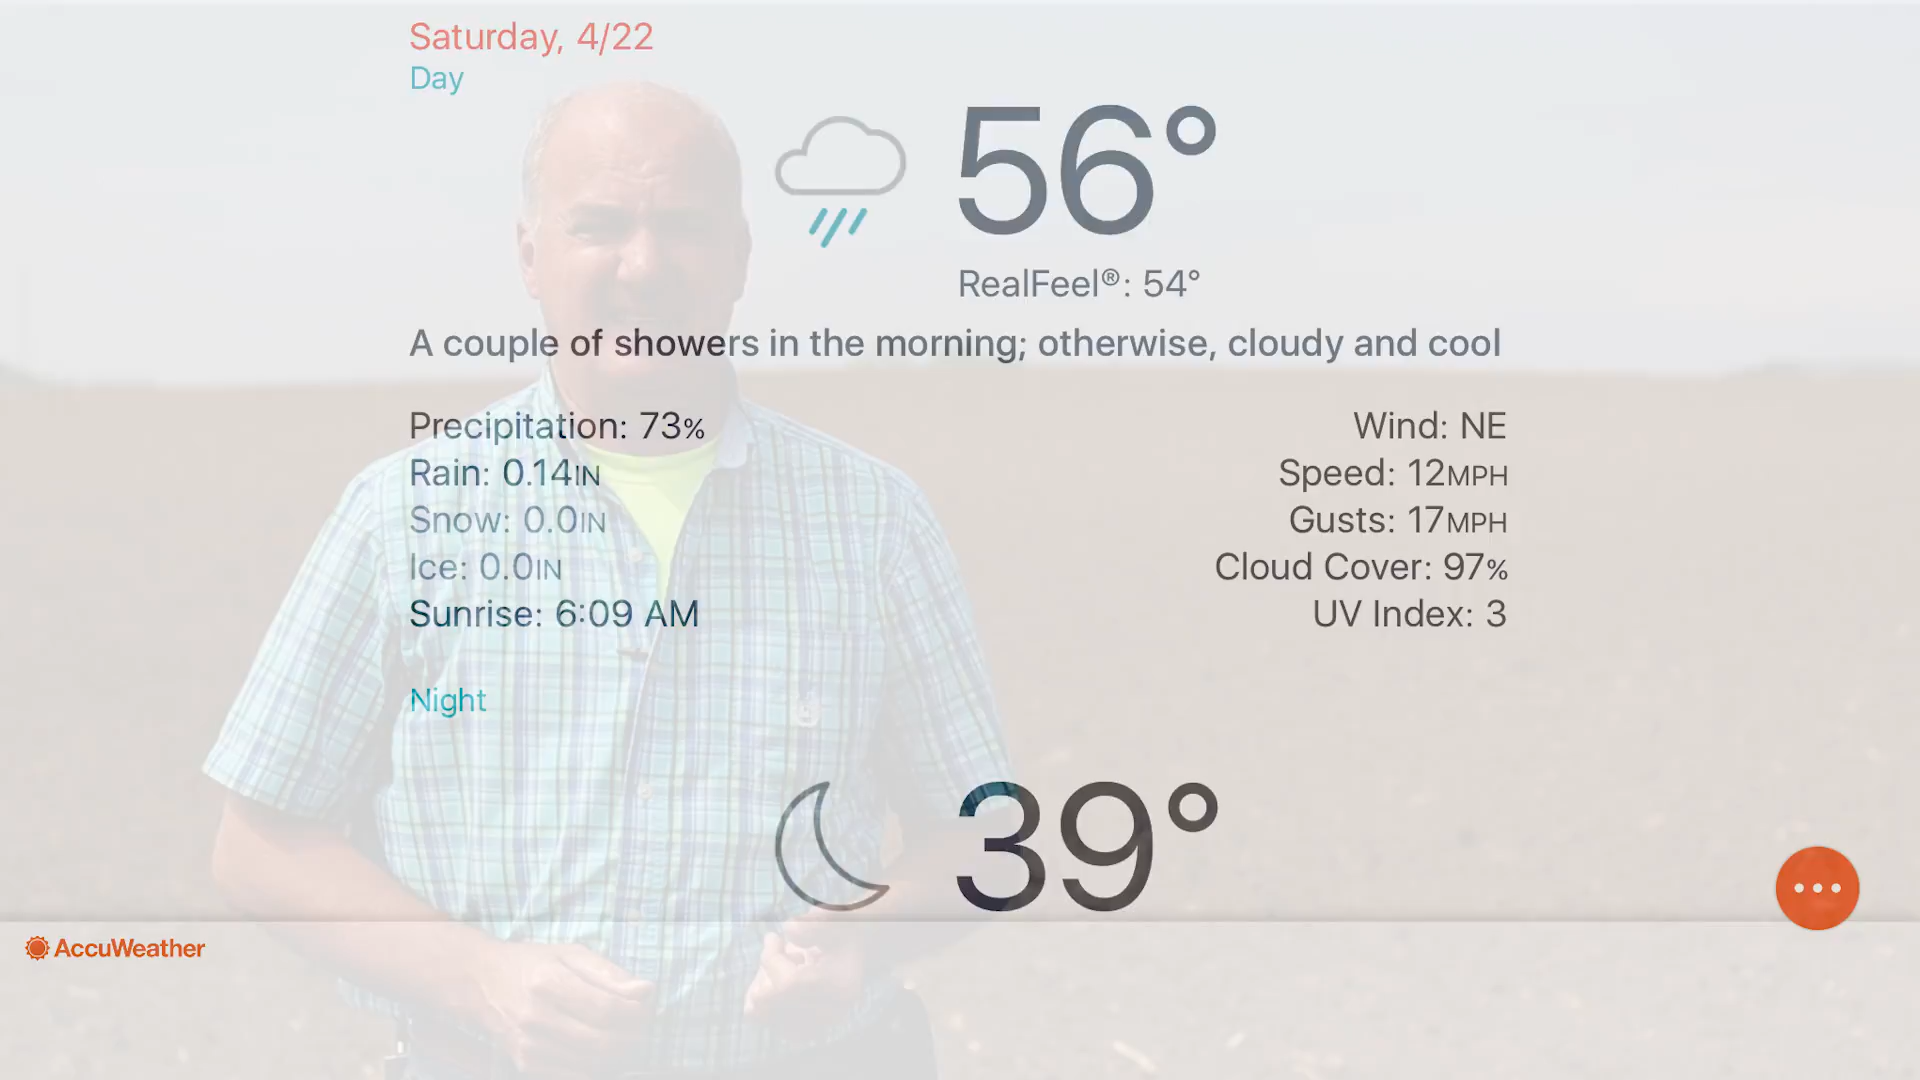 Saturday, 4/22
Day
56°
RealFeel®: 54°
A couple of showers in the morning; otherwise, cloudy and cool
Precipitation: 73%
Rain: 0.14IN
Snow: 0.0IN
Ice: 0.0IN
Sunrise: 6:09 AM
Wind: NE
Speed: 12MPH
Gusts: 17MPH
Cloud Cover: 97%
UV Index: 3
Night
39°
AccuWeather